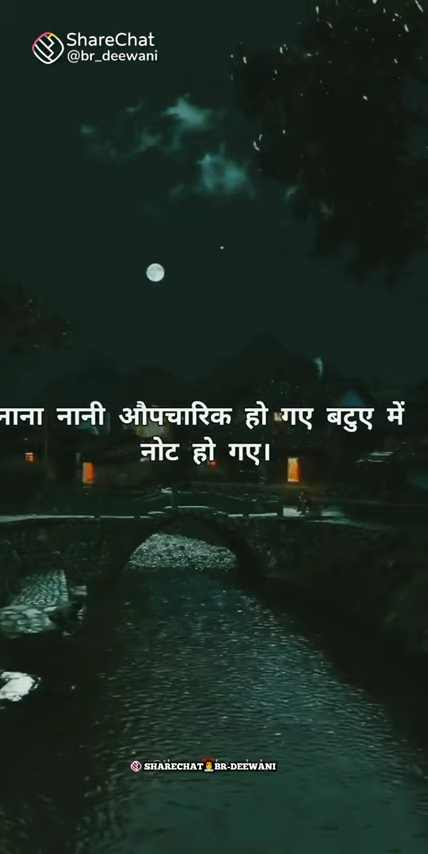 ShareChat
@br_deewani
नाना नानी औपचारिक हो गए बटुए में
नोट हो गए।
SHARECHAT BR-DEEWANI